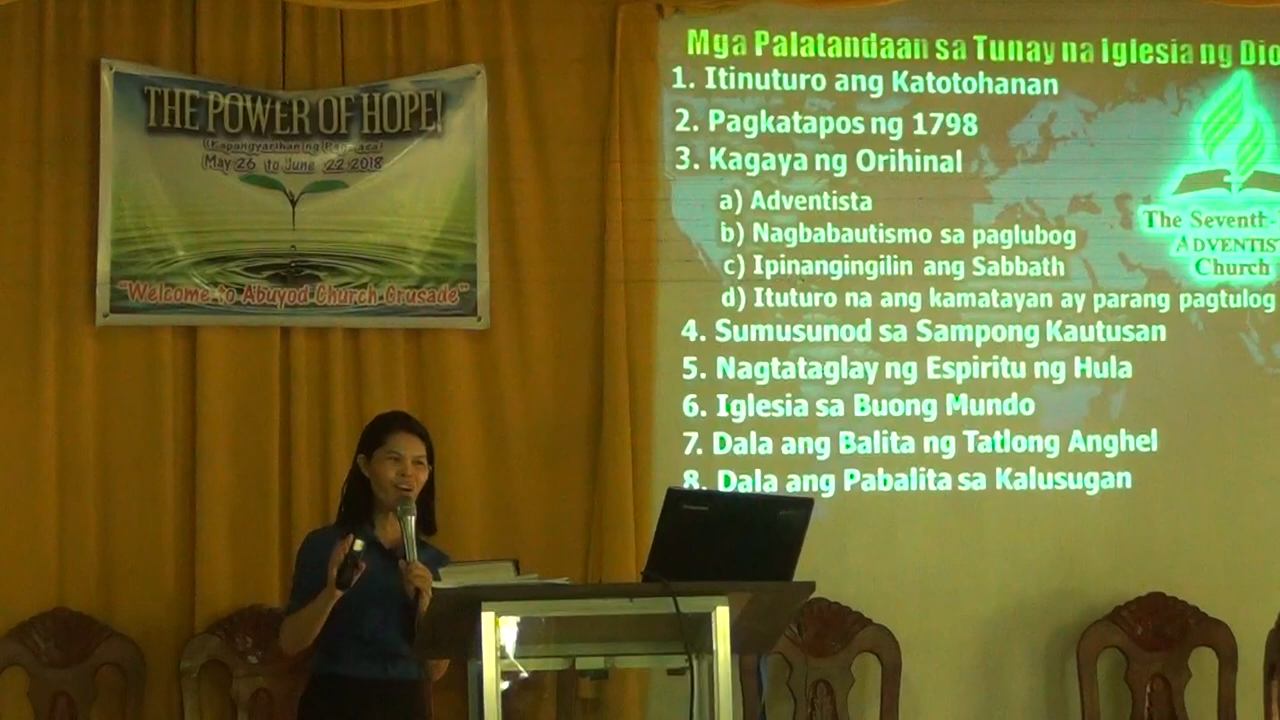 THE POWER OF HOPE!
(Kapangyarihan ng Pag-asa)
May 26 to June 22 2018
"Welcome to Abuyod Church Crusade"
Mga Palatandaan sa Tunay na Iglesia ng Dio
1. Itinuturo ang Katotohanan
2. Pagkatapos ng 1798
3. Kagaya ng Orihinal
a) Adventista
b) Nagbabautismo sa paglubog
c) Ipinangingilin ang Sabbath
d) Ituturo na ang kamatayan ay parang pagtulog
4. Sumusunod sa Sampong Kautusan
5. Nagtataglay ng Espiritu ng Hula
6. Iglesia sa Buong Mundo
7. Dala ang Balita ng Tatlong Anghel
8. Dala ang Pabalita sa Kalusugan
The Seventh-
ADVENTIST
Church